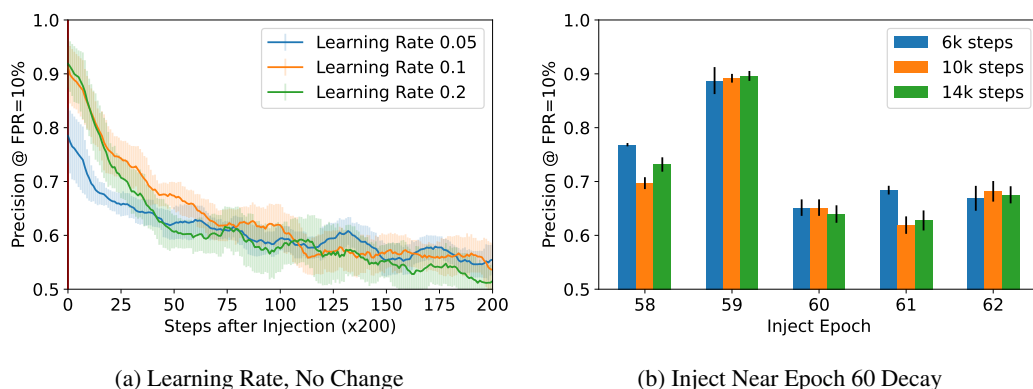 1.0
0.9
0.8
0.7
0.6
0.5
Precision @ FPR=10%
Learning Rate 0.05
Learning Rate 0.1
Learning Rate 0.2
0 25 50 75 100 125 150 175 200
Steps after Injection (x200)
(a) Learning Rate, No Change
1.0
0.9
0.8
0.7
0.6
0.5
Precision @ FPR=10%
6k steps
10k steps
14k steps
58 59 60 61 62
Inject Epoch
(b) Inject Near Epoch 60 Decay